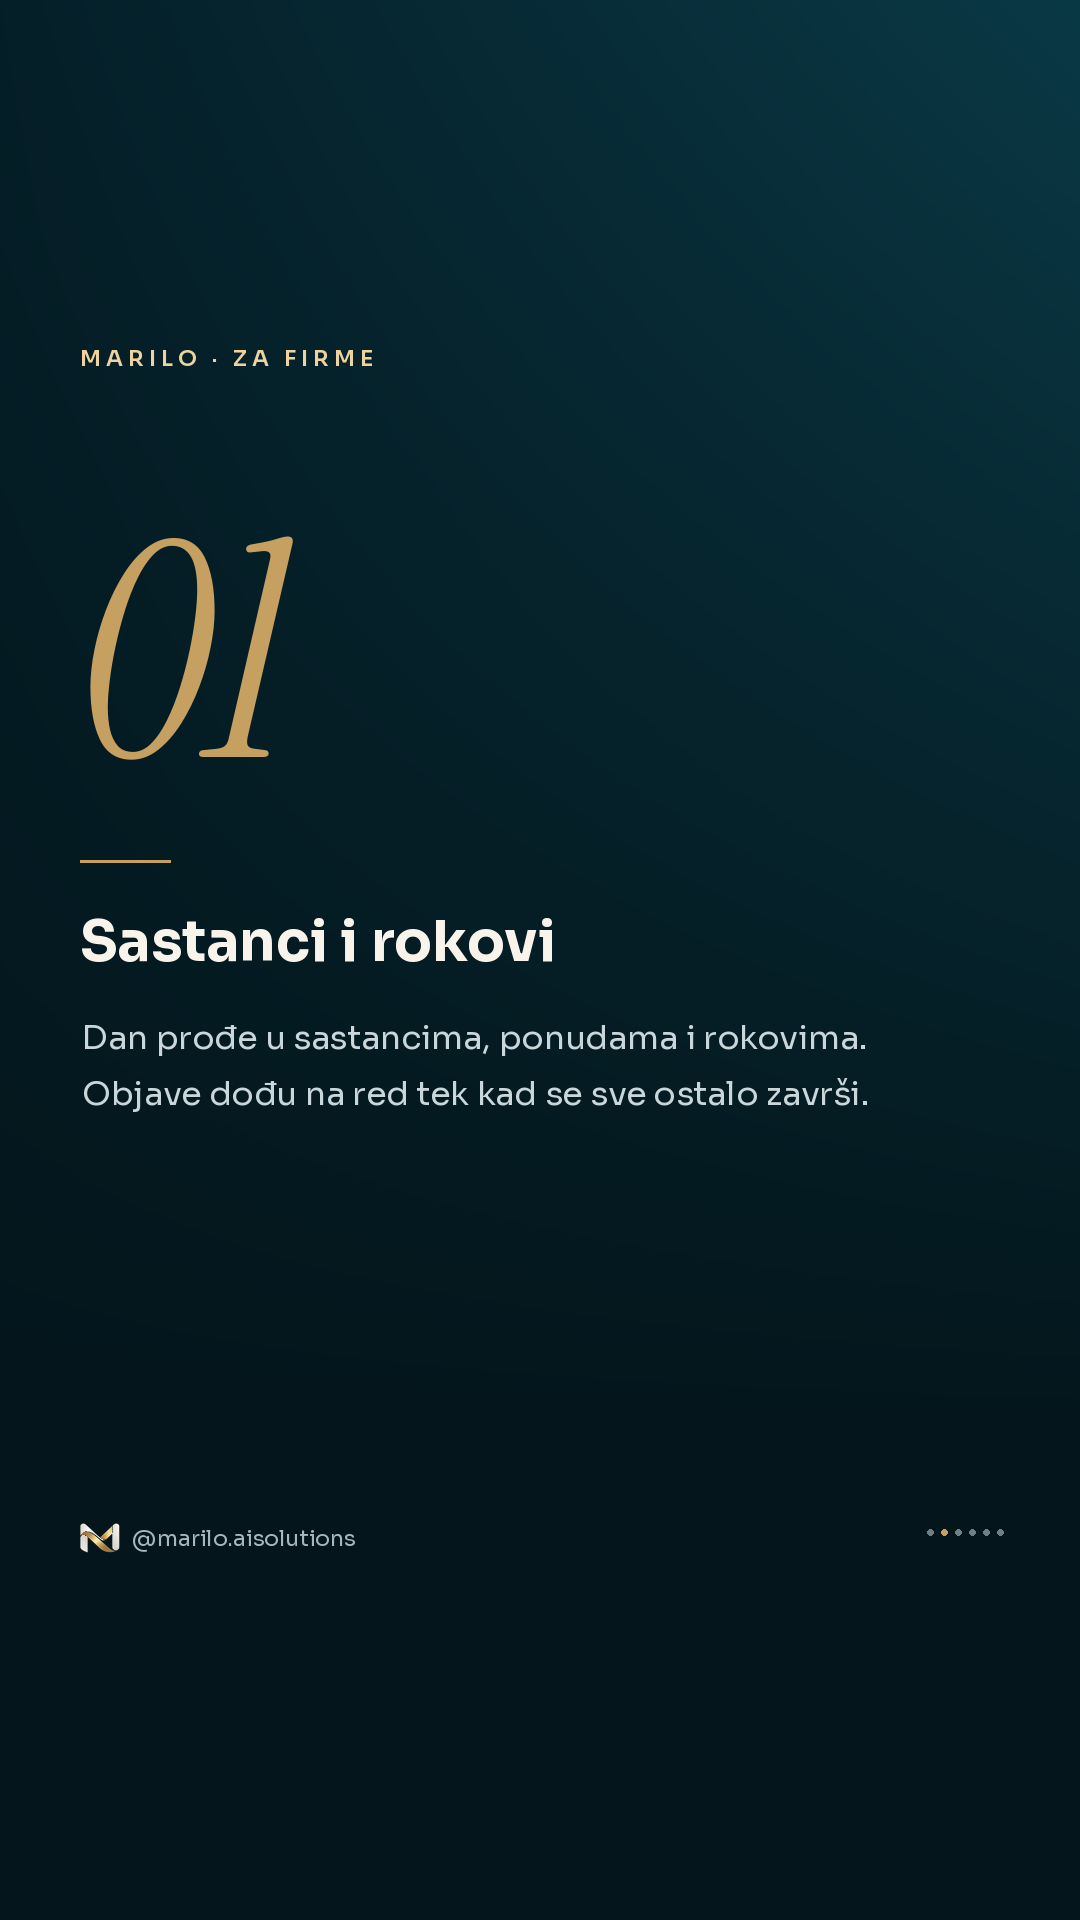 MARILO · ZA FIRME
01
Sastanci i rokovi
Dan prođe u sastancima, ponudama i rokovima.
Objave dođu na red tek kad se sve ostalo završi.
@marilo.aisolutions